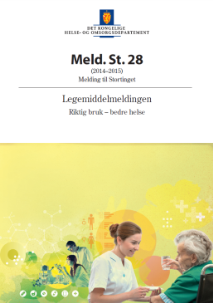 DET KONGELIGE
HELSE- OG OMSORGSDEPARTEMENT
Meld. St. 28
(2014–2015)
Melding til Stortinget
Legemiddelmeldingen
Riktig bruk – bedre helse